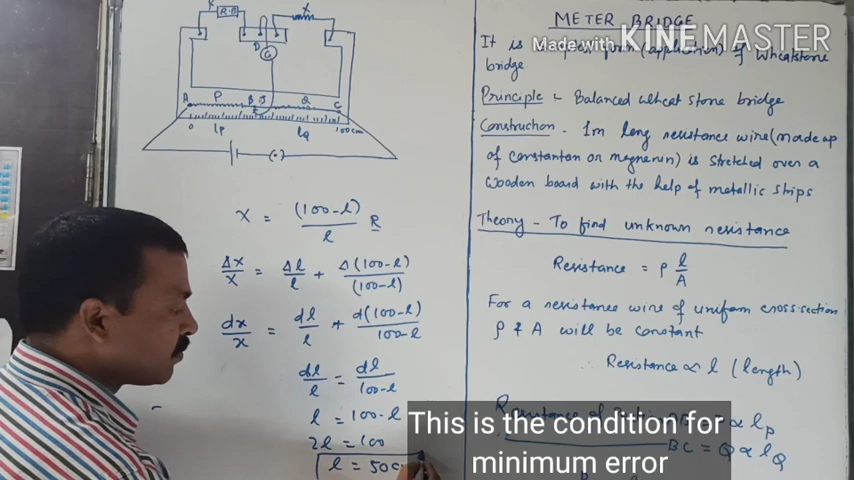 K
R.B
X
D
G
A
P
B
J
Q
C
0
lp
lQ
100cm
X = (100-l)/l R
Δx/x = Δl/l + Δ(100-l)/(100-l)
dx/x = dl/l + d(100-l)/100-l
dl/l = dl/100-l
l = 100-l
2l = 100
l = 50c
METER BRIDGE
It is form (application) of wheatstone
bridge
Made with KINEMASTER
Principle :- Balanced wheat stone bridge
Construction - 1m long resistance wire (made up
of constantan or magnenin) is stretched over a
wooden board with the help of metallic strips
Theory - To find unknown resistance
Resistance = ρ l/A
For a resistance wire of uniform cross-section
ρ & A will be constant
∴ Resistance ∝ l (length)
∝ lp
BC = Q ∝ lQ
This is the condition for
minimum error